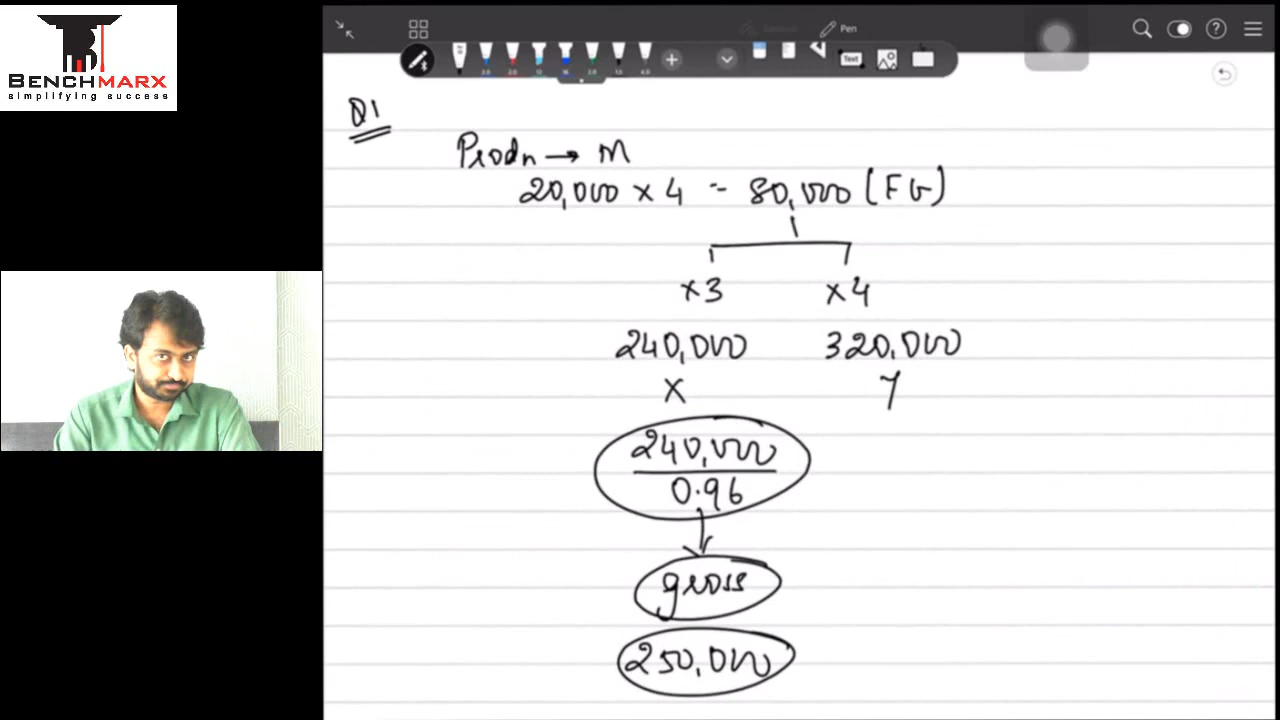 BENCHMARX
simplifying success
Pen
Text
Q1
Prodn → M
20,000 × 4 = 80,000 (FG)
×3 ×4
240,000 320,000
X Y
240,000
0.96
gross
250,000